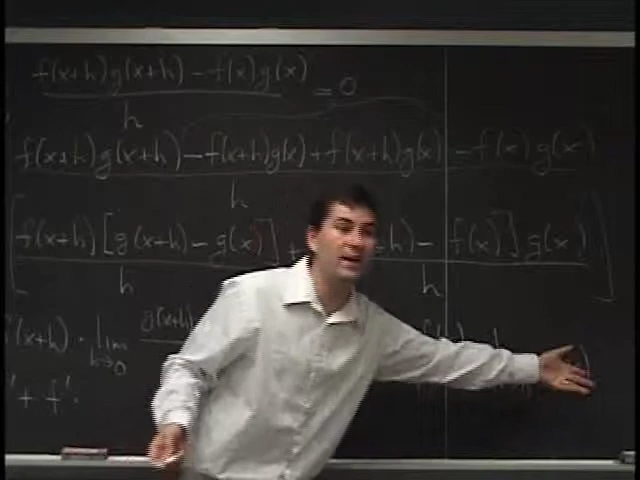 f(x+h)g(x+h) - f(x)g(x)
= 0
h
f(x+h)g(x+h) - f(x+h)g(x) + f(x+h)g(x) - f(x)g(x)
h
[ f(x+h) [g(x+h) - g(x)] + +h) - f(x)] g(x) ]
h h
(x+h) · lim h→0 g(x+h)
' + f' ·